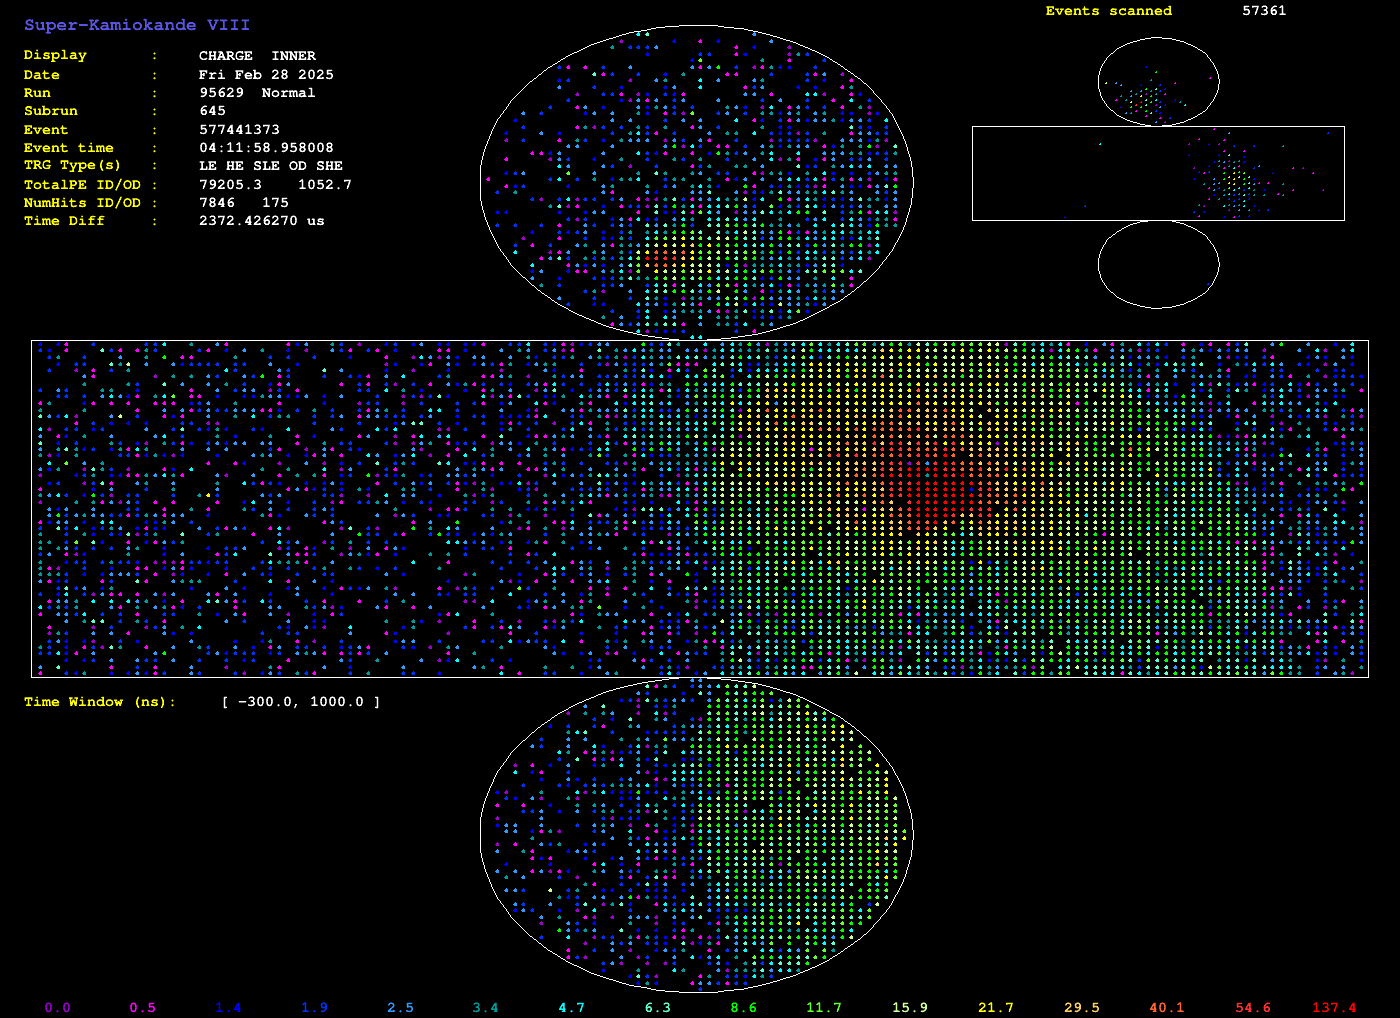 Super-Kamiokande VIII
Events scanned 57361
Display : CHARGE INNER
Date : Fri Feb 28 2025
Run : 95629 Normal
Subrun : 645
Event : 577441373
Event time : 04:11:58.958008
TRG Type(s) : LE HE SLE OD SHE
TotalPE ID/OD : 79205.3 1052.7
NumHits ID/OD : 7846 175
Time Diff : 2372.426270 us
Time Window (ns): [ -300.0, 1000.0 ]
0.0 0.5 1.4 1.9 2.5 3.4 4.7 6.3 8.6 11.7 15.9 21.7 29.5 40.1 54.6 137.4